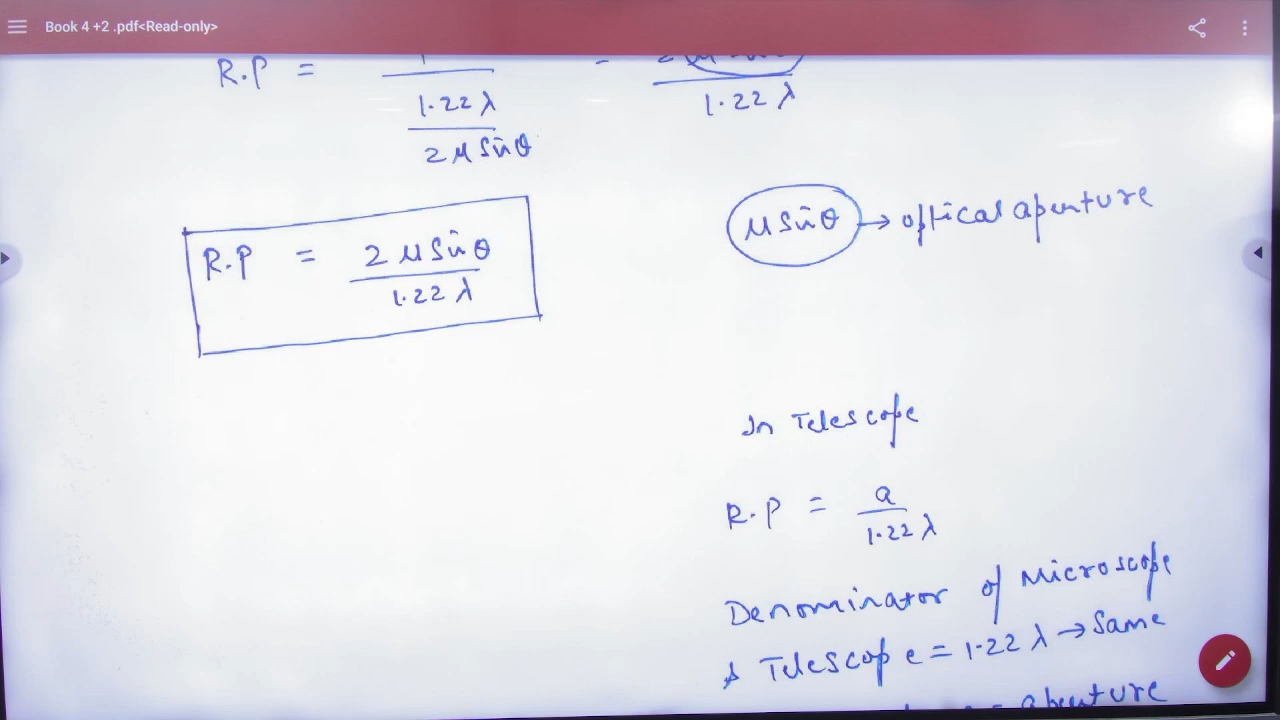 Book 4 +2 .pdf<Read-only>
R.P =
1.22 λ
2 μ Sin θ
=
1.22 λ
R.P = 2 μ Sin θ / 1.22 λ
μ Sin θ → optical aperture
In Telescope
R.P = a / 1.22 λ
Denominator of Microscope
& Telescope = 1.22 λ → Same
= aperture